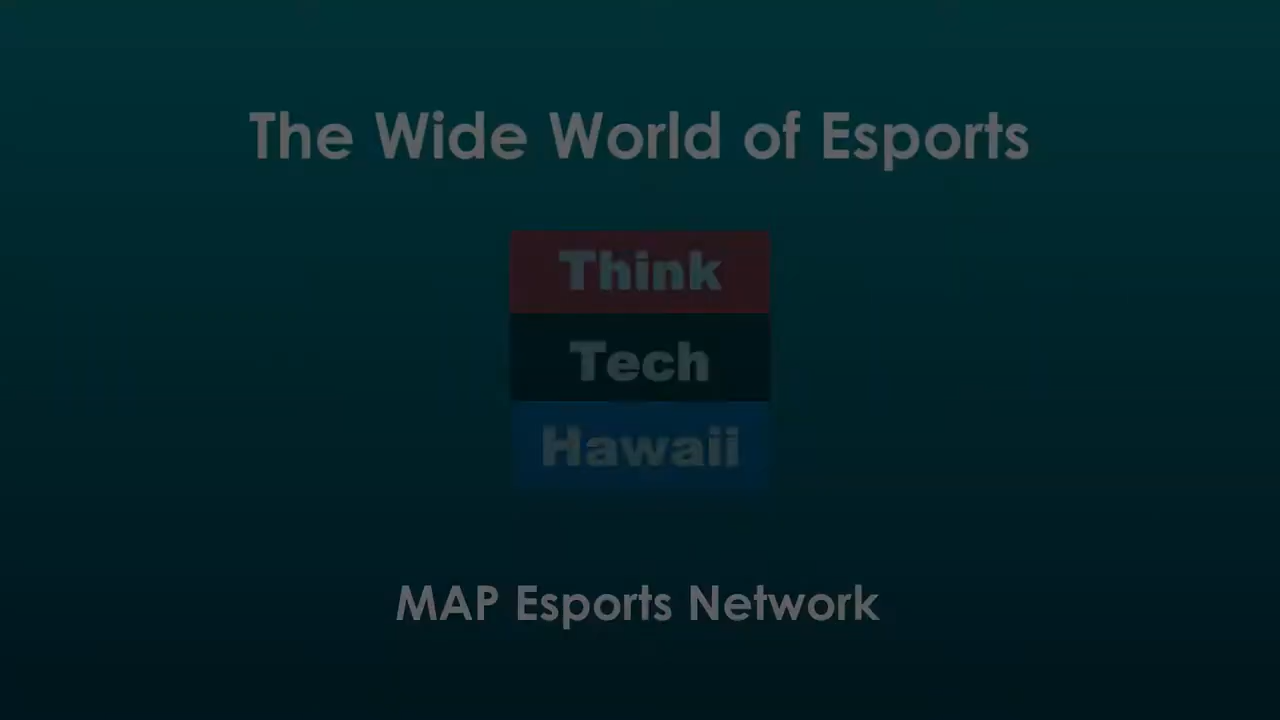 The Wide World of Esports
Think
Tech
Hawaii
MAP Esports Network